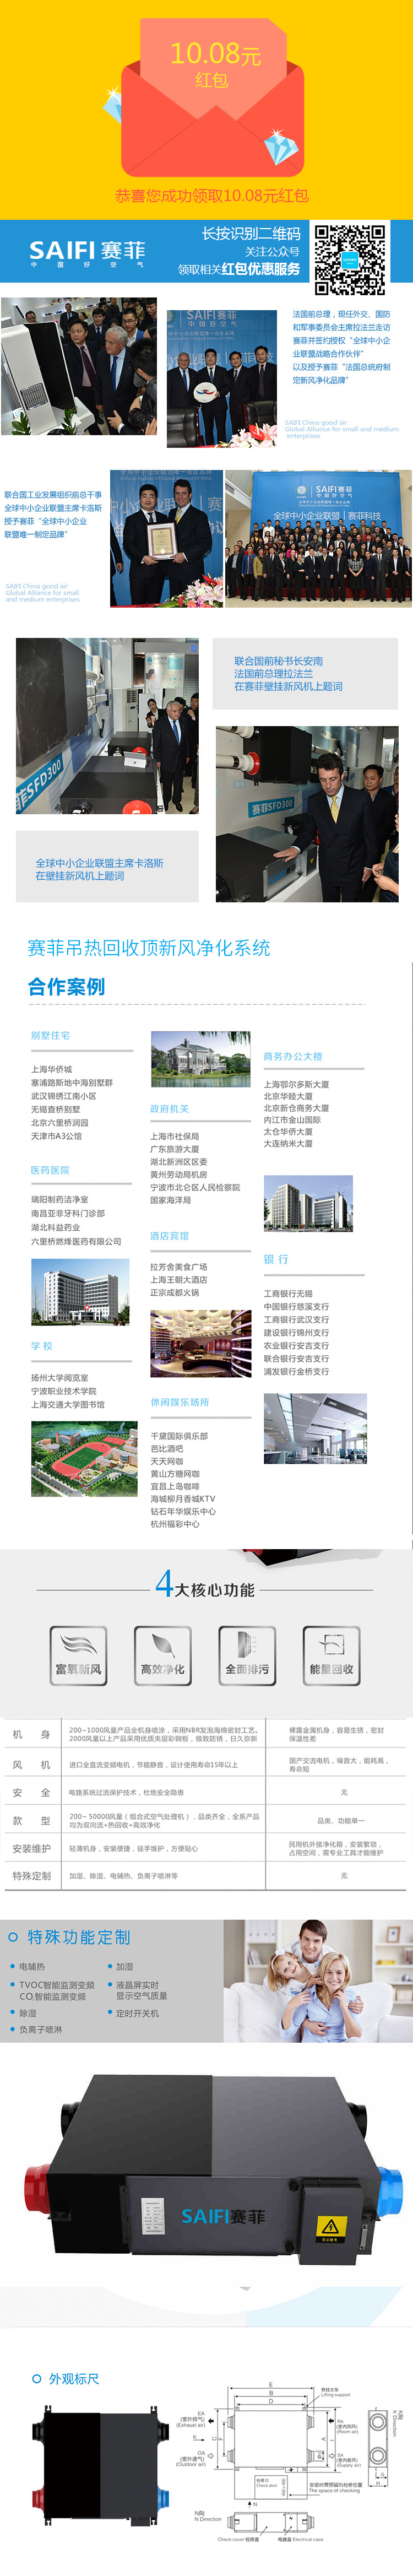 10.08元
红包
恭喜您成功领取10.08元红包
SAIFI 赛菲
中国好空气
长按识别二维码
关注公众号
领取相关红包优惠服务
法国前总理，现任外交、国防
和军事委员会主席拉法兰走访
赛菲并签约授权“全球中小企
业联盟战略合作伙伴”
以及授予赛菲“法国总统府制
定新风净化品牌”
SAIFI China good air
Global Alliance for small and medium
enterprises
SAIFI赛菲
中国好空气
联合国工业发展组织前总干事
全球中小企业联盟主席卡洛斯
授予赛菲“全球中小企业
联盟唯一制定品牌”
SAIFI China good air
Global Alliance for small
and medium enterprises
SAIFI赛菲
全球中小企业联盟｜赛菲科技
联合国前秘书长安南
法国前总理拉法兰
在赛菲壁挂新风机上题词
赛菲SFD300
赛菲SFD300
全球中小企业联盟主席卡洛斯
在壁挂新风机上题词
赛菲吊热回收顶新风净化系统
合作案例
别墅住宅
上海华侨城
塞浦路斯地中海别墅群
武汉锦绣江南小区
无锡查桥别墅
北京六里桥润园
天津市A3公馆
医药医院
瑞阳制药洁净室
南昌亚非牙科门诊部
湖北科益药业
六里桥燃烽医药有限公司
学 校
扬州大学阅览室
宁波职业技术学院
上海交通大学图书馆
政府机关
上海市社保局
广东旅游大厦
湖北新洲区区委
黄州劳动局机房
宁波市北仑区人民检察院
国家海洋局
酒店宾馆
拉芳舍美食广场
上海王朝大酒店
正宗成都火锅
休闲娱乐场所
千黛国际俱乐部
芭比酒吧
天天网咖
黄山方糖网咖
宜昌上岛咖啡
海城柳月香城KTV
钻石年华娱乐中心
杭州福彩中心
商务办公大楼
上海鄂尔多斯大厦
北京华睦大厦
北京新仓商务大厦
内江市金山国际
太仓华侨大厦
大连纳米大厦
银 行
工商银行无锡
中国银行慈溪支行
工商银行武汉支行
建设银行锦州支行
农业银行安吉支行
联合银行安吉支行
浦发银行金桥支行
4大核心功能
富氧新风
高效净化
全面排污
能量回收
机 身
200~1000风量产品全机身喷涂，采用NBR发泡海绵密封工艺。
2000风量以上产品采用优质夹层彩钢板，极致防锈，日久弥新
裸露金属机身，容易生锈，密封
保温性差
风 机
进口全直流变频电机，节能静音，设计使用寿命15年以上
国产交流电机，噪音大，能耗高，
寿命短
安 全
电路系统过流保护技术，杜绝安全隐患
无
款 型
200~ 50000风量（组合式空气处理机），品类齐全，全系产品
均为双向流+热回收+高效净化
品类、功能单一
安装维护
轻薄机身，安装便捷，徒手维护，方便贴心
民用机外接净化箱，安装繁琐，
占用空间，需专业工具才能维护
特殊定制
加湿、除湿、电辅热、负离子喷淋等
无
特殊功能定制
电辅热
加湿
TVOC智能监测变频
CO₂智能监测变频
液晶屏实时
显示空气质量
除湿
定时开关机
负离子喷淋
SAIFI赛菲
外观标尺
E
B
D
悬挂支架
Lifing support
EA
(室外排气)
(Exhaust air)
OA
(室外进气)
(Outdoor air)
RA
(室内回风)
(Room air)
SA
(室内新风)
(Supply air)
K
C
F
A
检修口
Check door
安装时需预留的检修位置
The space of checking
N
N向
N Direction
K向
K Direction
G
H
Check cover 检修盖
电器盒 Electrical case